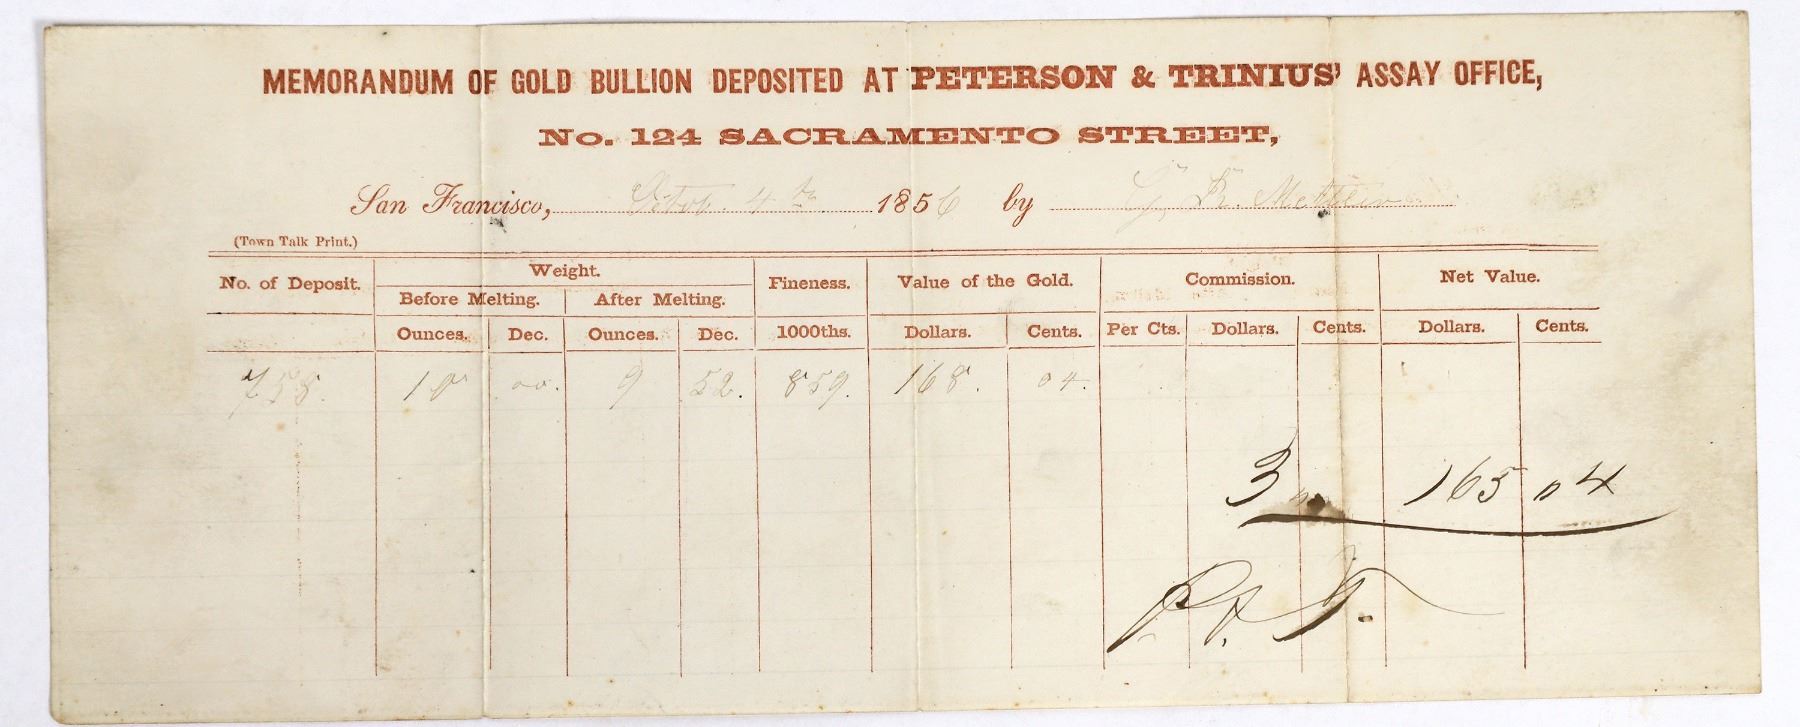 MEMORANDUM OF GOLD BULLION DEPOSITED AT PETERSON & TRINIUS' ASSAY OFFICE,
No. 124 SACRAMENTO STREET,
San Francisco, Octob. 4th 1856 by G. K.
(Town Talk Print.)
No. of Deposit. Weight. Fineness. Value of the Gold. Commission. Net Value.
Before Melting. After Melting.
Ounces. Dec. Ounces. Dec. 1000ths. Dollars. Cents. Per Cts. Dollars. Cents. Dollars. Cents.
758. 10 00. 9 52. 859. 168. 04.
3 165 04
P. & T.